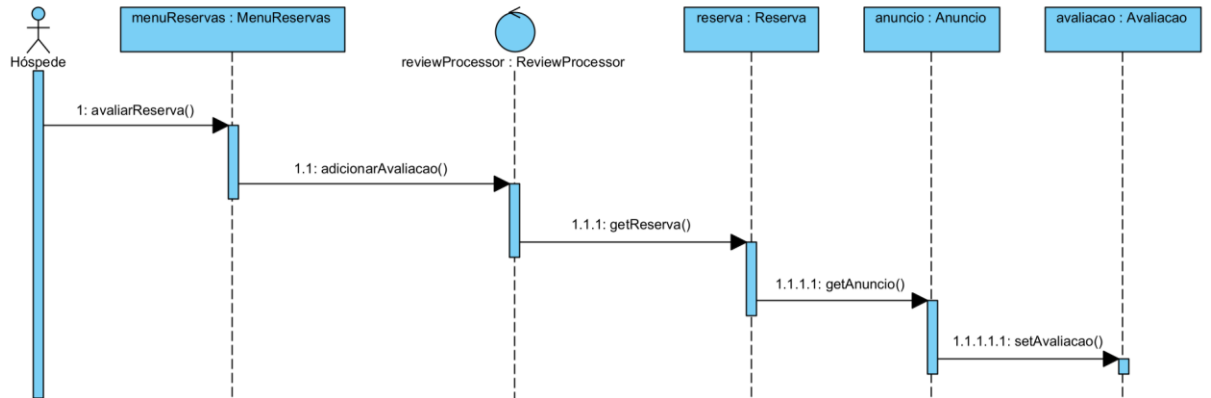 menuReservas : MenuReservas
reserva : Reserva
anuncio : Anuncio
avaliacao : Avaliacao
Hóspede
reviewProcessor : ReviewProcessor
1: avaliarReserva()
1.1: adicionarAvaliacao()
1.1.1: getReserva()
1.1.1.1: getAnuncio()
1.1.1.1.1: setAvaliacao()